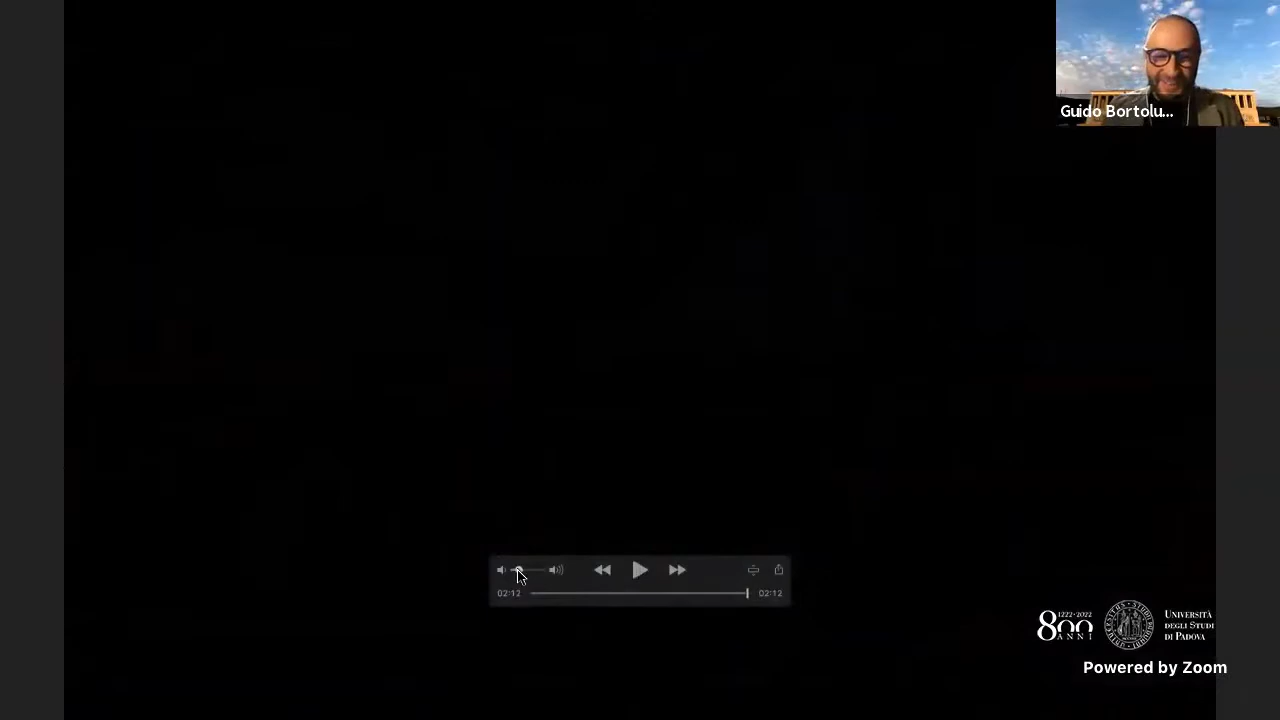 Guido Bortolu...
02:12
02:12
1222·2022
800
ANNI
UNIVERSITÀ
DEGLI STUDI
DI PADOVA
Powered by Zoom